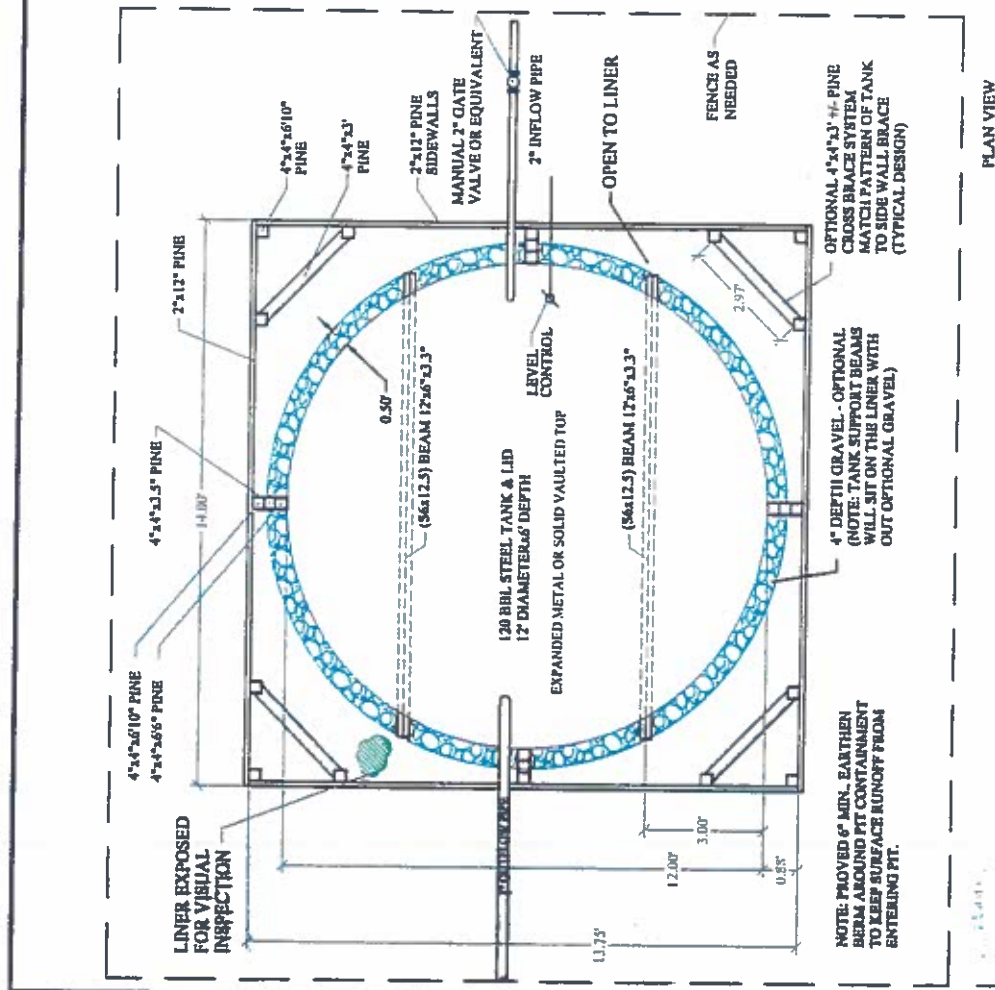 4"x4"x6'10" PINE
4"x4"x6'6" PINE
4"x4"x3.5" PINE
14.00'
2"x12" PINE
4"x4"x6'10"
PINE
4"x4"x3'
PINE
2"x12" PINE
SIDEWALLS
MANUAL 2" GATE
VALVE OR EQUIVALENT
2" INFLOW PIPE
OPEN TO LINER
FENCE AS
NEEDED
LINER EXPOSED
FOR VISUAL
INSPECTION
0.50'
(S6x12.5) BEAM 12'x6"x3.3"
LEVEL
CONTROL
120 BBL STEEL TANK & LID
12' DIAMETERx6' DEPTH
EXPANDED METAL OR SOLID VAULTED TOP
(S6x12.5) BEAM 12'x6"x3.3"
2.97'
13.75'
12.00'
3.00'
0.88'
NOTE: PROVED 6" MIN., EARTHEN
BERM AROUND PIT CONTAINMENT
TO KEEP SURFACE RUNOFF FROM
ENTERING PIT.
4" DEPTH GRAVEL - OPTIONAL
(NOTE: TANK SUPPORT BEAMS
WILL SIT ON THE LINER WITH
OUT OPTIONAL GRAVEL)
OPTIONAL 4"x4"x3' +/- PINE
CROSS BRACE SYSTEM
MATCH PATTERN OF TANK
TO SIDE WALL BRACE
(TYPICAL DESIGN)
PLAN VIEW